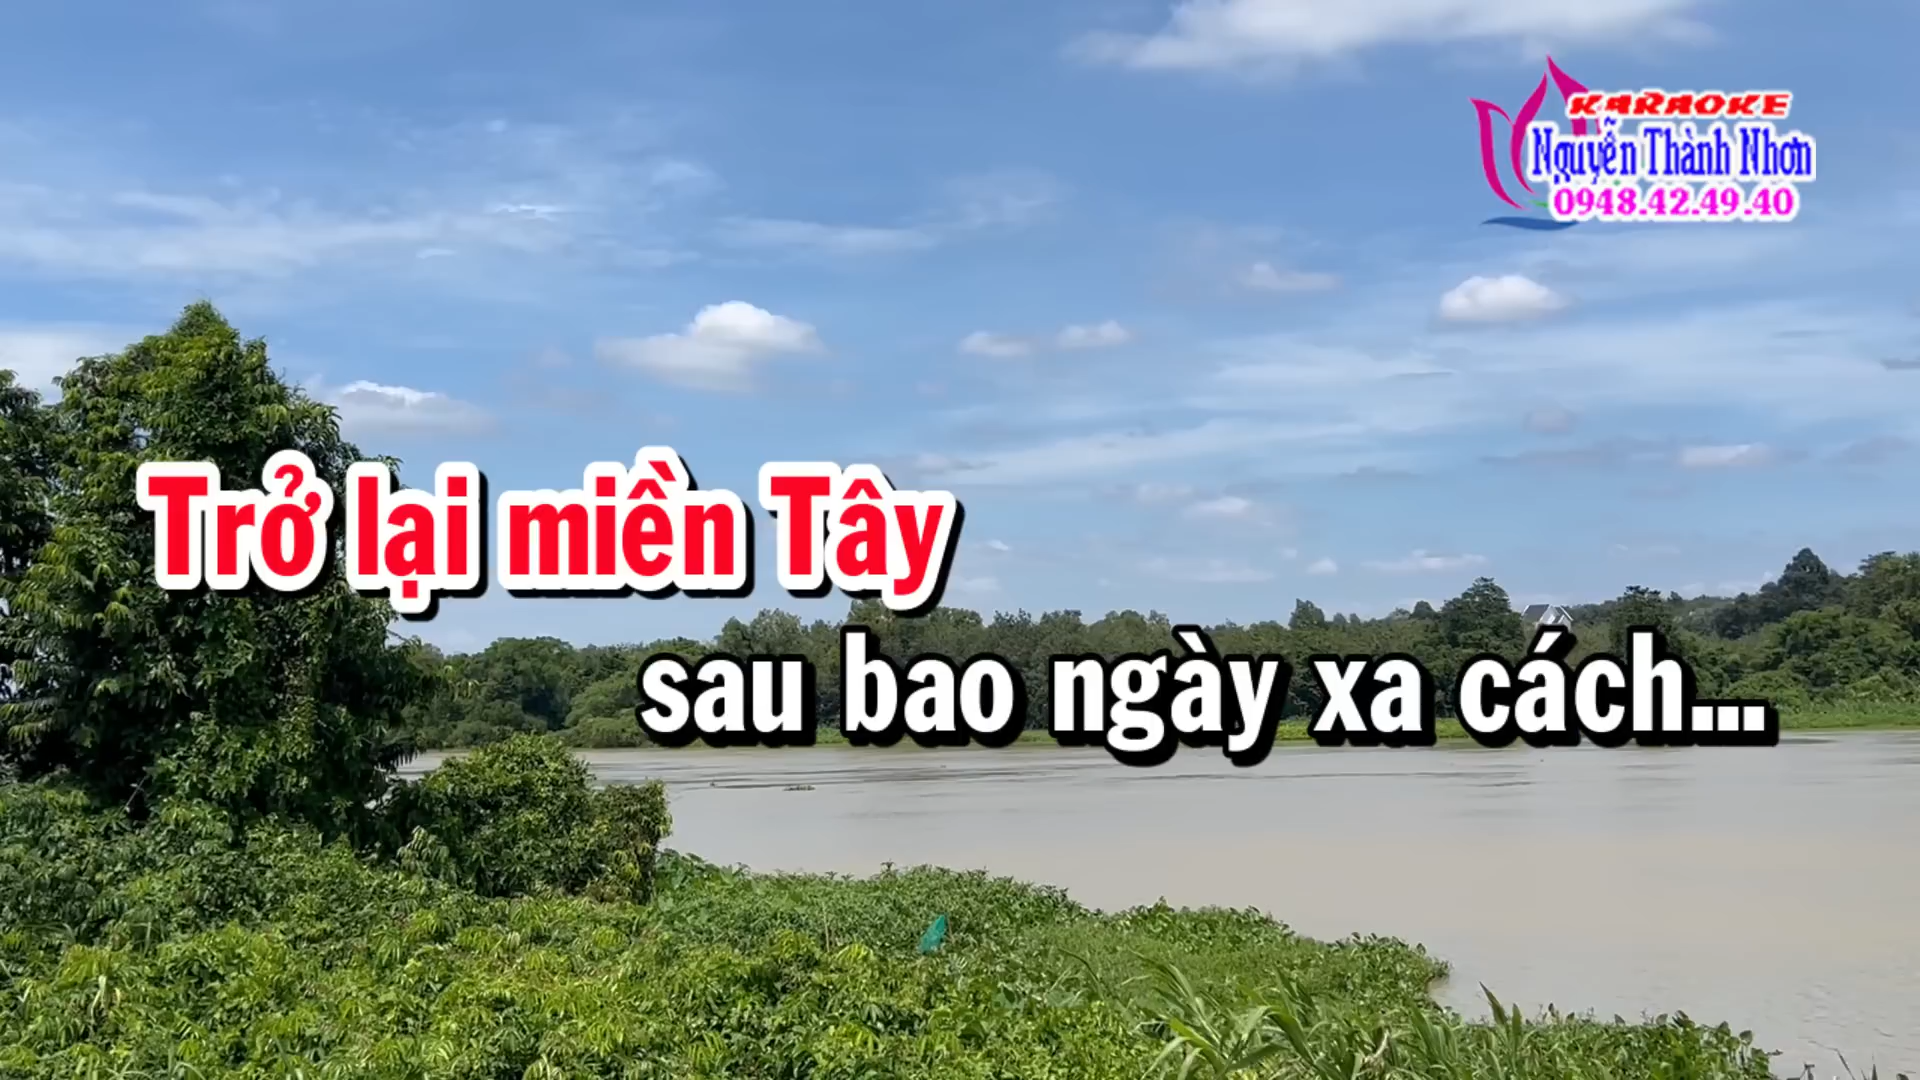 KARAOKE
Nguyễn Thành Nhơn
0948.42.49.40
Trở lại miền Tây
sau bao ngày xa cách...